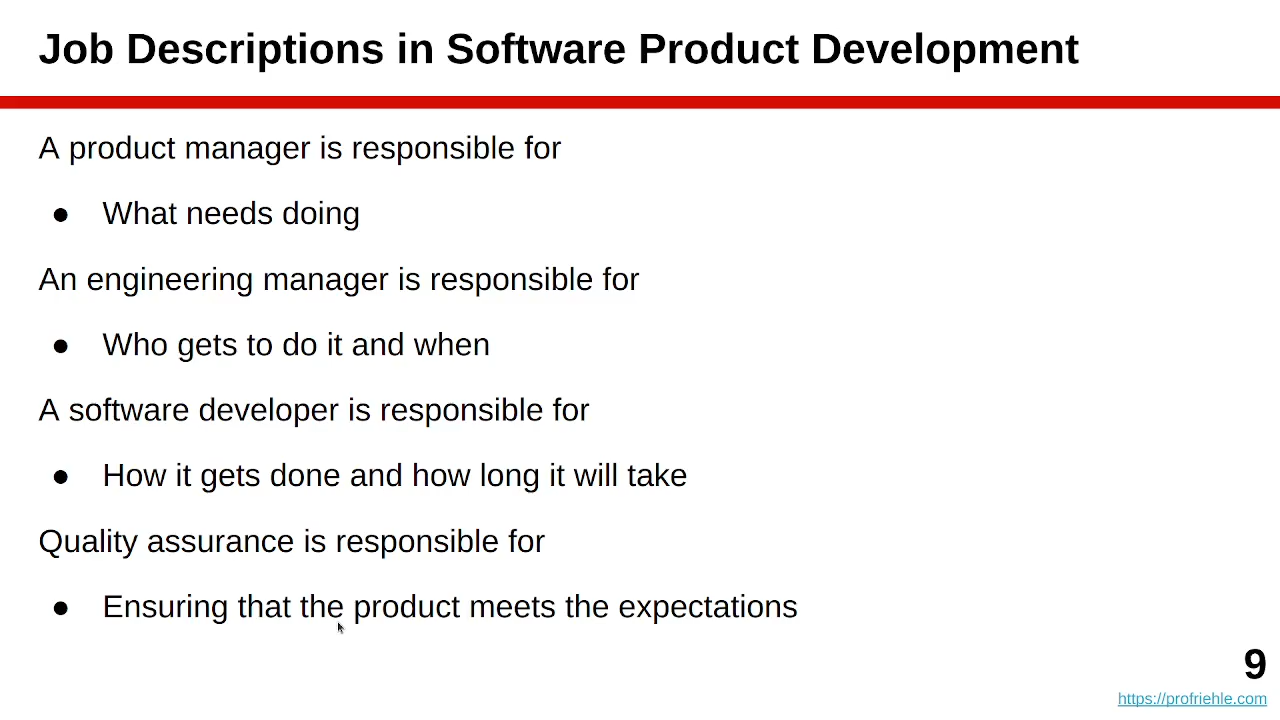 Job Descriptions in Software Product Development
A product manager is responsible for
● What needs doing
An engineering manager is responsible for
● Who gets to do it and when
A software developer is responsible for
● How it gets done and how long it will take
Quality assurance is responsible for
● Ensuring that the product meets the expectations
9
https://profriehle.com